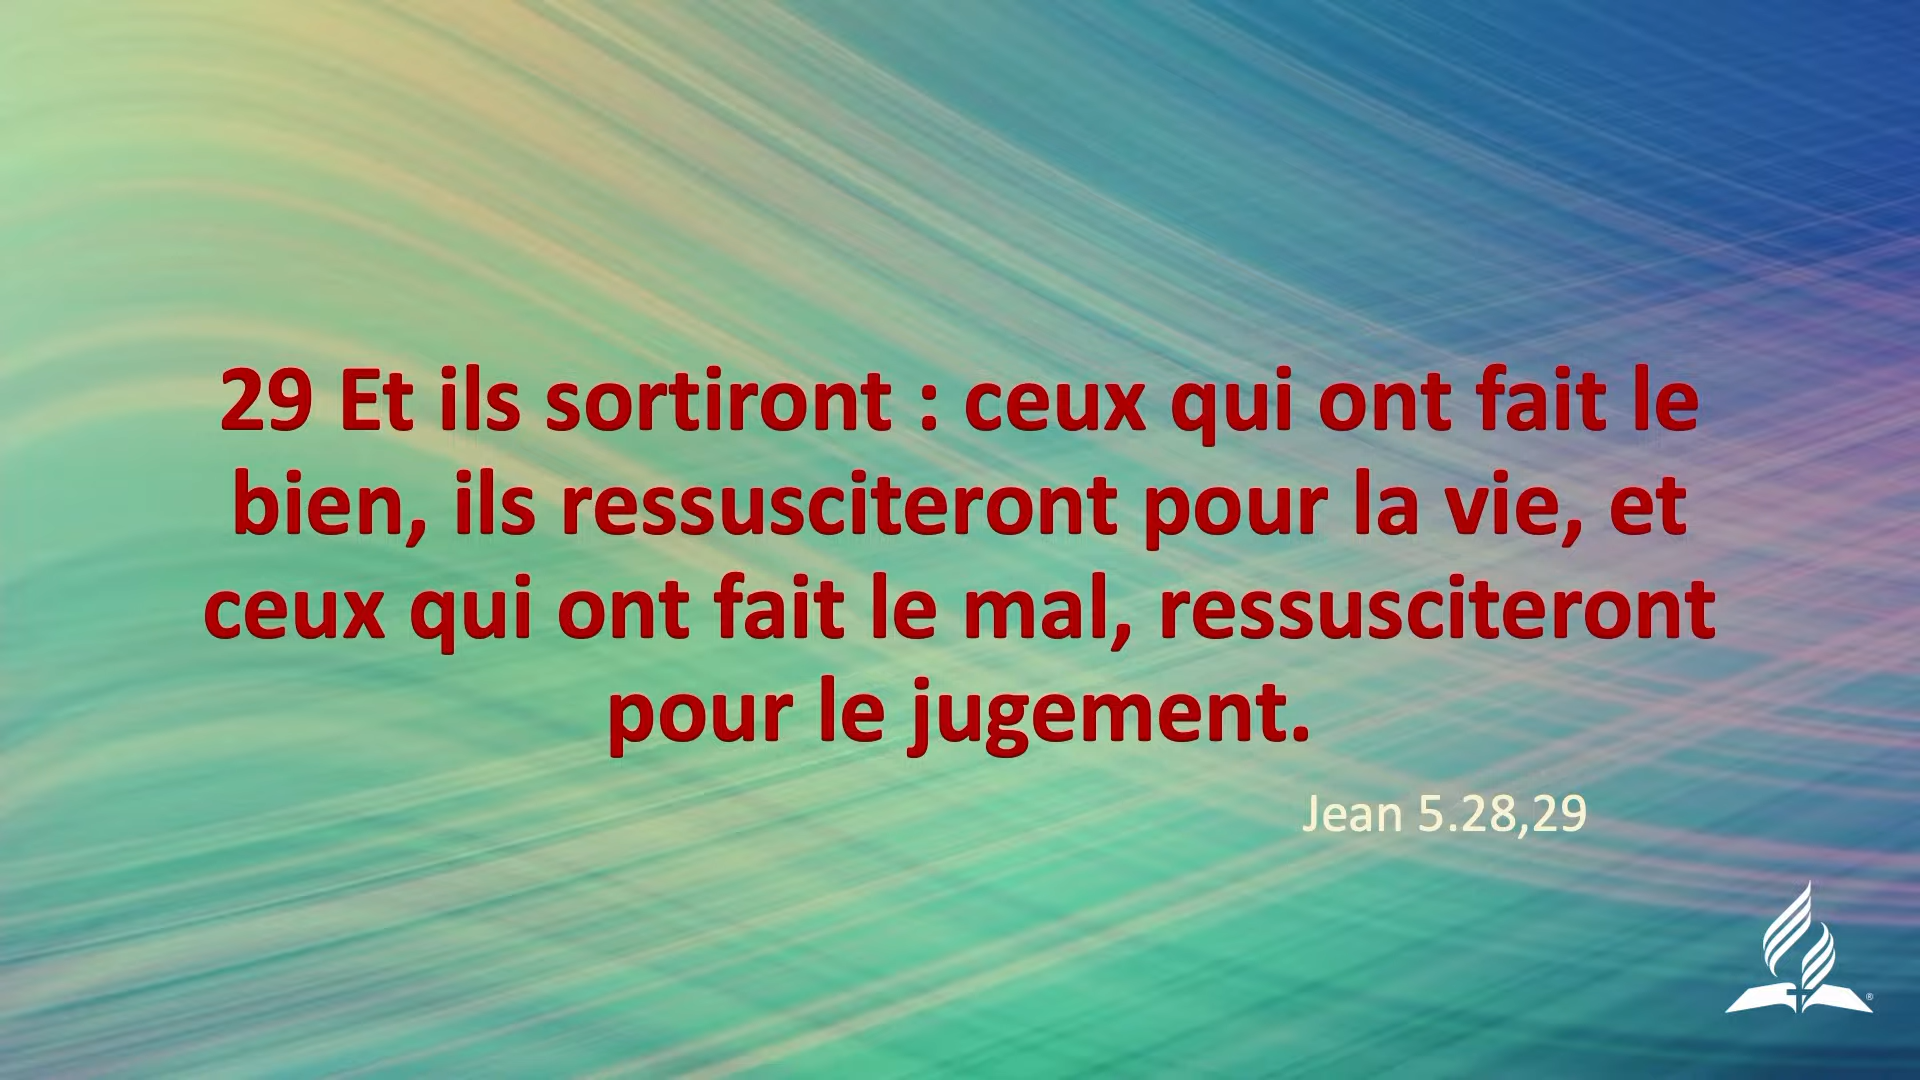 29 Et ils sortiront : ceux qui ont fait le
bien, ils ressusciteront pour la vie, et
ceux qui ont fait le mal, ressusciteront
pour le jugement.
Jean 5.28,29
®